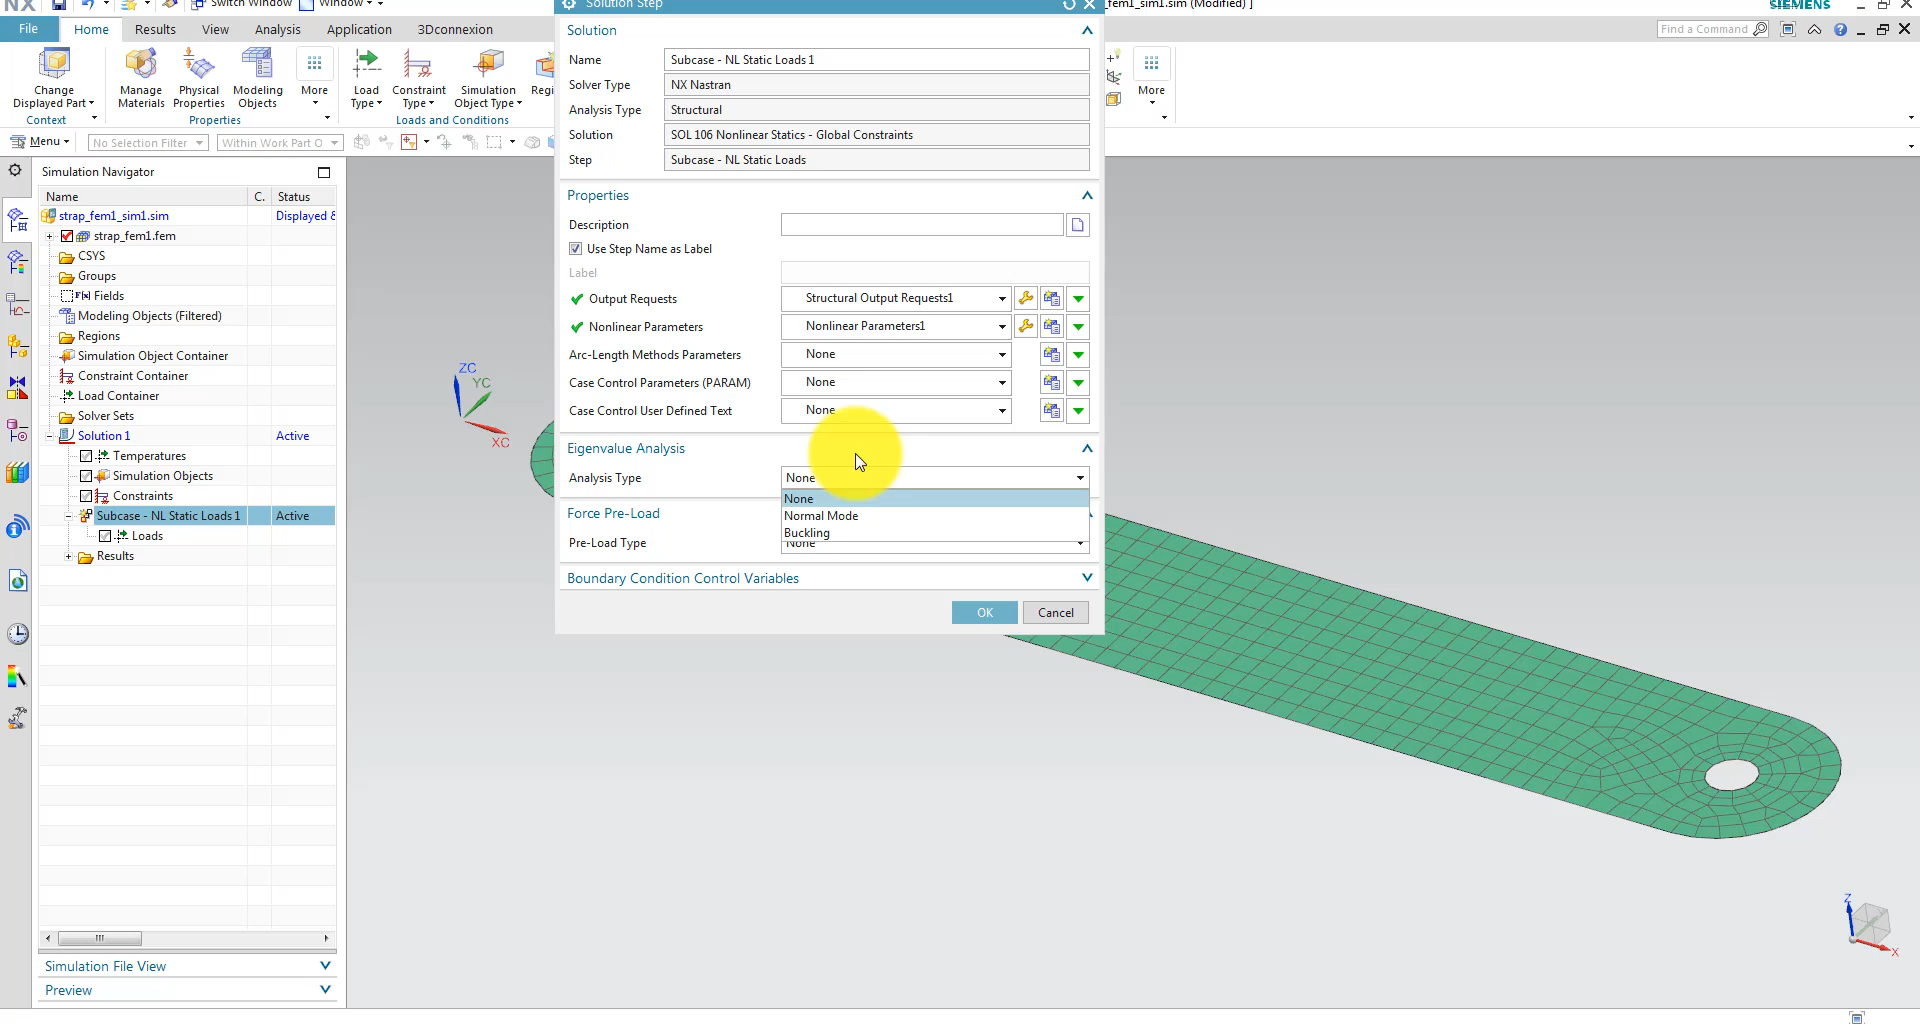 NX
Switch Window
Window
Solution Step
_fem1_sim1.sim (Modified) ]
SIEMENS
File
Home
Results
View
Analysis
Application
3Dconnexion
Find a Command
Change
Displayed Part
Manage
Materials
Physical
Properties
Modeling
Objects
More
Load
Type
Constraint
Type
Simulation
Object Type
Regi
More
Context
Properties
Loads and Conditions
Menu
No Selection Filter
Within Work Part O
Simulation Navigator
Name
C.
Status
strap_fem1_sim1.sim
Displayed &
strap_fem1.fem
CSYS
Groups
Fields
Modeling Objects (Filtered)
Regions
Simulation Object Container
Constraint Container
Load Container
Solver Sets
Solution 1
Active
Temperatures
Simulation Objects
Constraints
Subcase - NL Static Loads 1
Active
Loads
Results
Simulation File View
Preview
Solution
Name
Subcase - NL Static Loads 1
Solver Type
NX Nastran
Analysis Type
Structural
Solution
SOL 106 Nonlinear Statics - Global Constraints
Step
Subcase - NL Static Loads
Properties
Description
Use Step Name as Label
Label
Output Requests
Structural Output Requests1
Nonlinear Parameters
Nonlinear Parameters1
Arc-Length Methods Parameters
None
Case Control Parameters (PARAM)
None
Case Control User Defined Text
None
Eigenvalue Analysis
Analysis Type
None
None
Normal Mode
Buckling
Force Pre-Load
Pre-Load Type
None
Boundary Condition Control Variables
OK
Cancel
ZC
YC
XC
Z
X